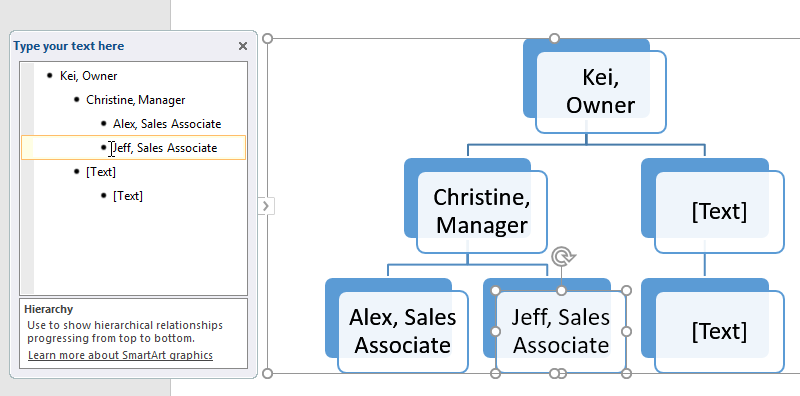 Type your text here
Kei, Owner
Christine, Manager
Alex, Sales Associate
Jeff, Sales Associate
[Text]
[Text]
Hierarchy
Use to show hierarchical relationships
progressing from top to bottom.
Learn more about SmartArt graphics
Kei,
Owner
Christine,
Manager
[Text]
Alex, Sales
Associate
Jeff, Sales
Associate
[Text]